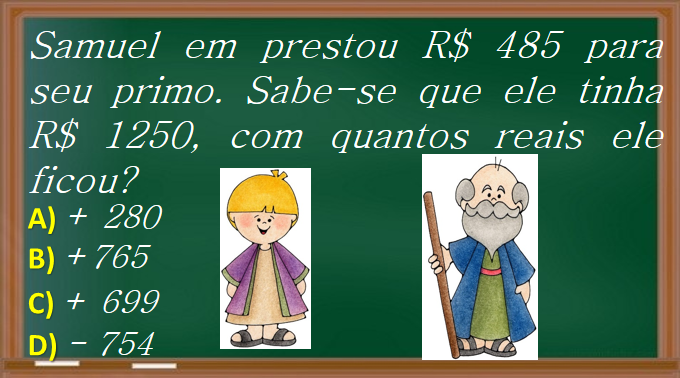 Samuel em prestou R$ 485 para
seu primo. Sabe-se que ele tinha
R$ 1250, com quantos reais ele
ficou?
A) + 280
B) + 765
C) + 699
D) - 754